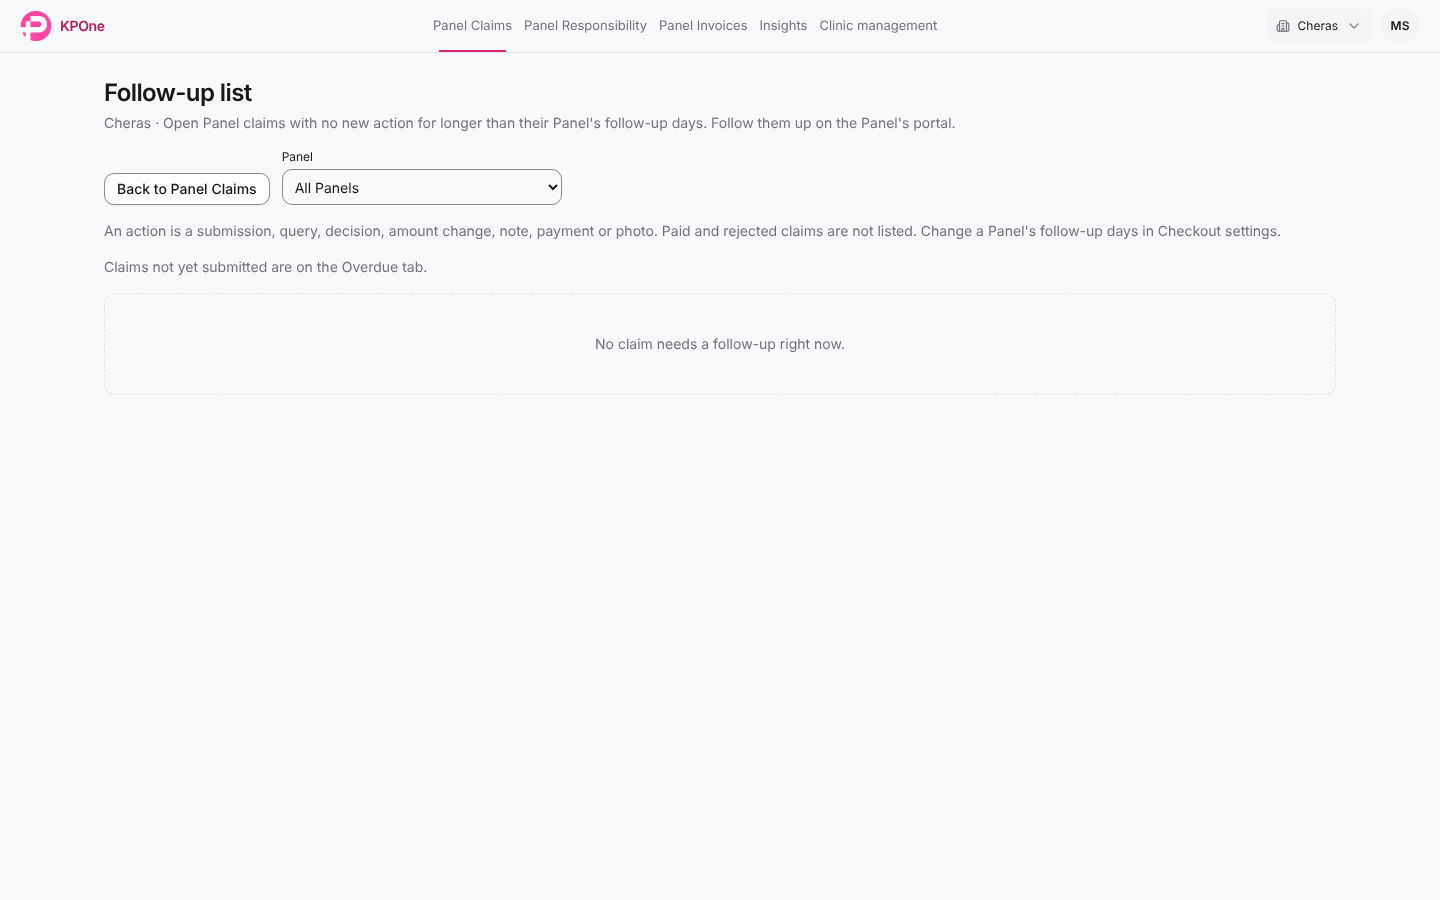 KPOne
Panel Claims
Panel Responsibility
Panel Invoices
Insights
Clinic management
Cheras
MS
Follow-up list
Cheras · Open Panel claims with no new action for longer than their Panel's follow-up days. Follow them up on the Panel's portal.
Panel
Back to Panel Claims
All Panels
An action is a submission, query, decision, amount change, note, payment or photo. Paid and rejected claims are not listed. Change a Panel's follow-up days in Checkout settings.
Claims not yet submitted are on the Overdue tab.
No claim needs a follow-up right now.